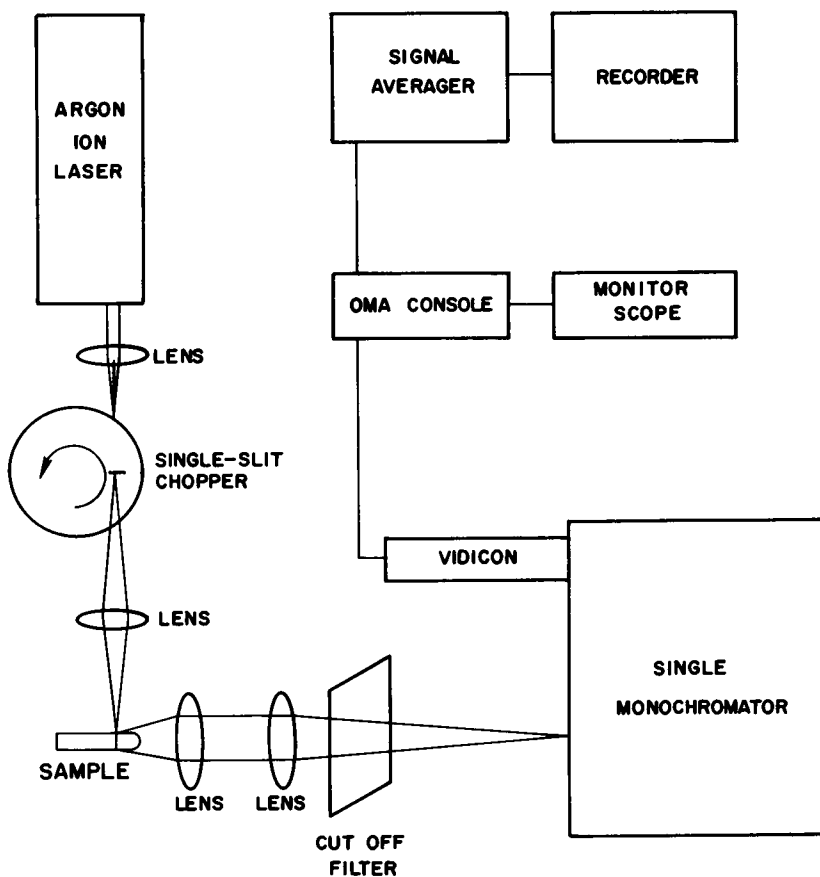 ARGON
ION
LASER
SIGNAL
AVERAGER
RECORDER
OMA CONSOLE
MONITOR
SCOPE
LENS
SINGLE-SLIT
CHOPPER
VIDICON
LENS
SINGLE
MONOCHROMATOR
SAMPLE
LENS
LENS
CUT OFF
FILTER